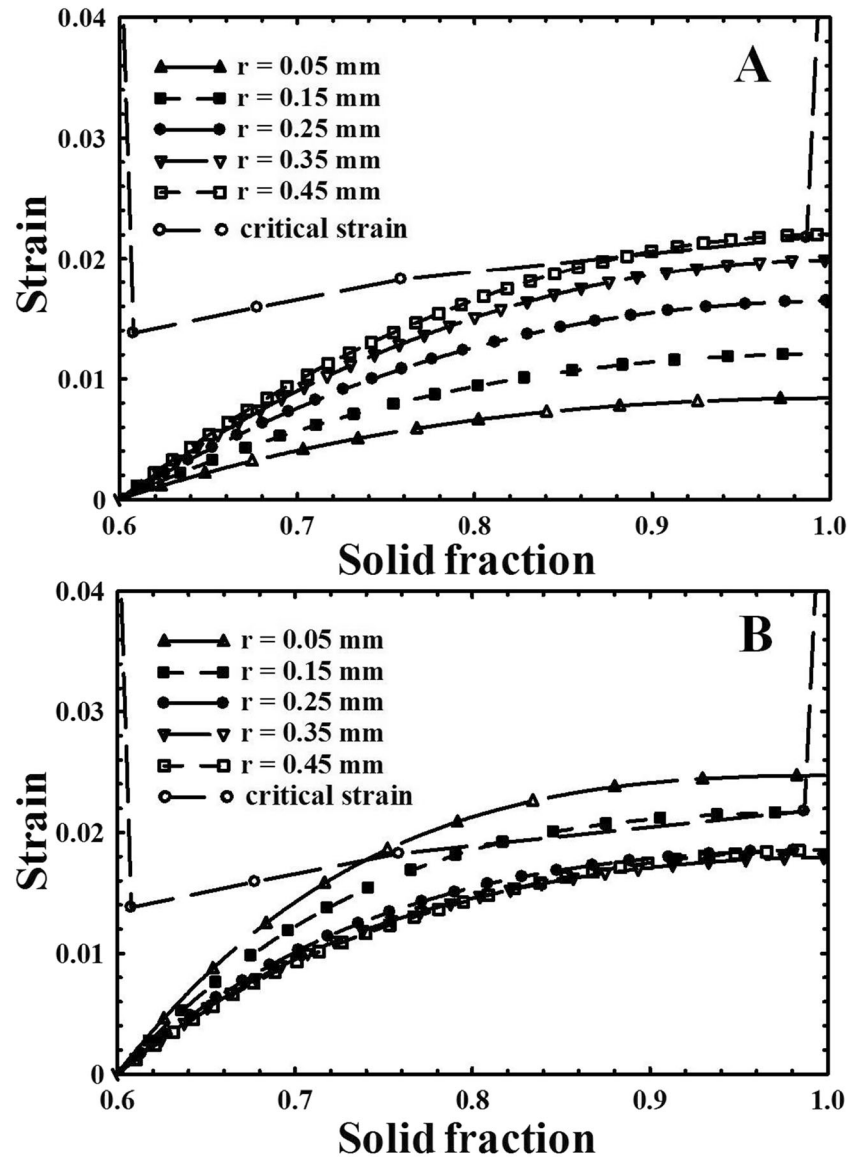 A
r = 0.05 mm
r = 0.15 mm
r = 0.25 mm
r = 0.35 mm
r = 0.45 mm
critical strain
Strain
0.04
0.03
0.02
0.01
0
0.6 0.7 0.8 0.9 1.0
Solid fraction
B
r = 0.05 mm
r = 0.15 mm
r = 0.25 mm
r = 0.35 mm
r = 0.45 mm
critical strain
Strain
0.04
0.03
0.02
0.01
0
0.6 0.7 0.8 0.9 1.0
Solid fraction